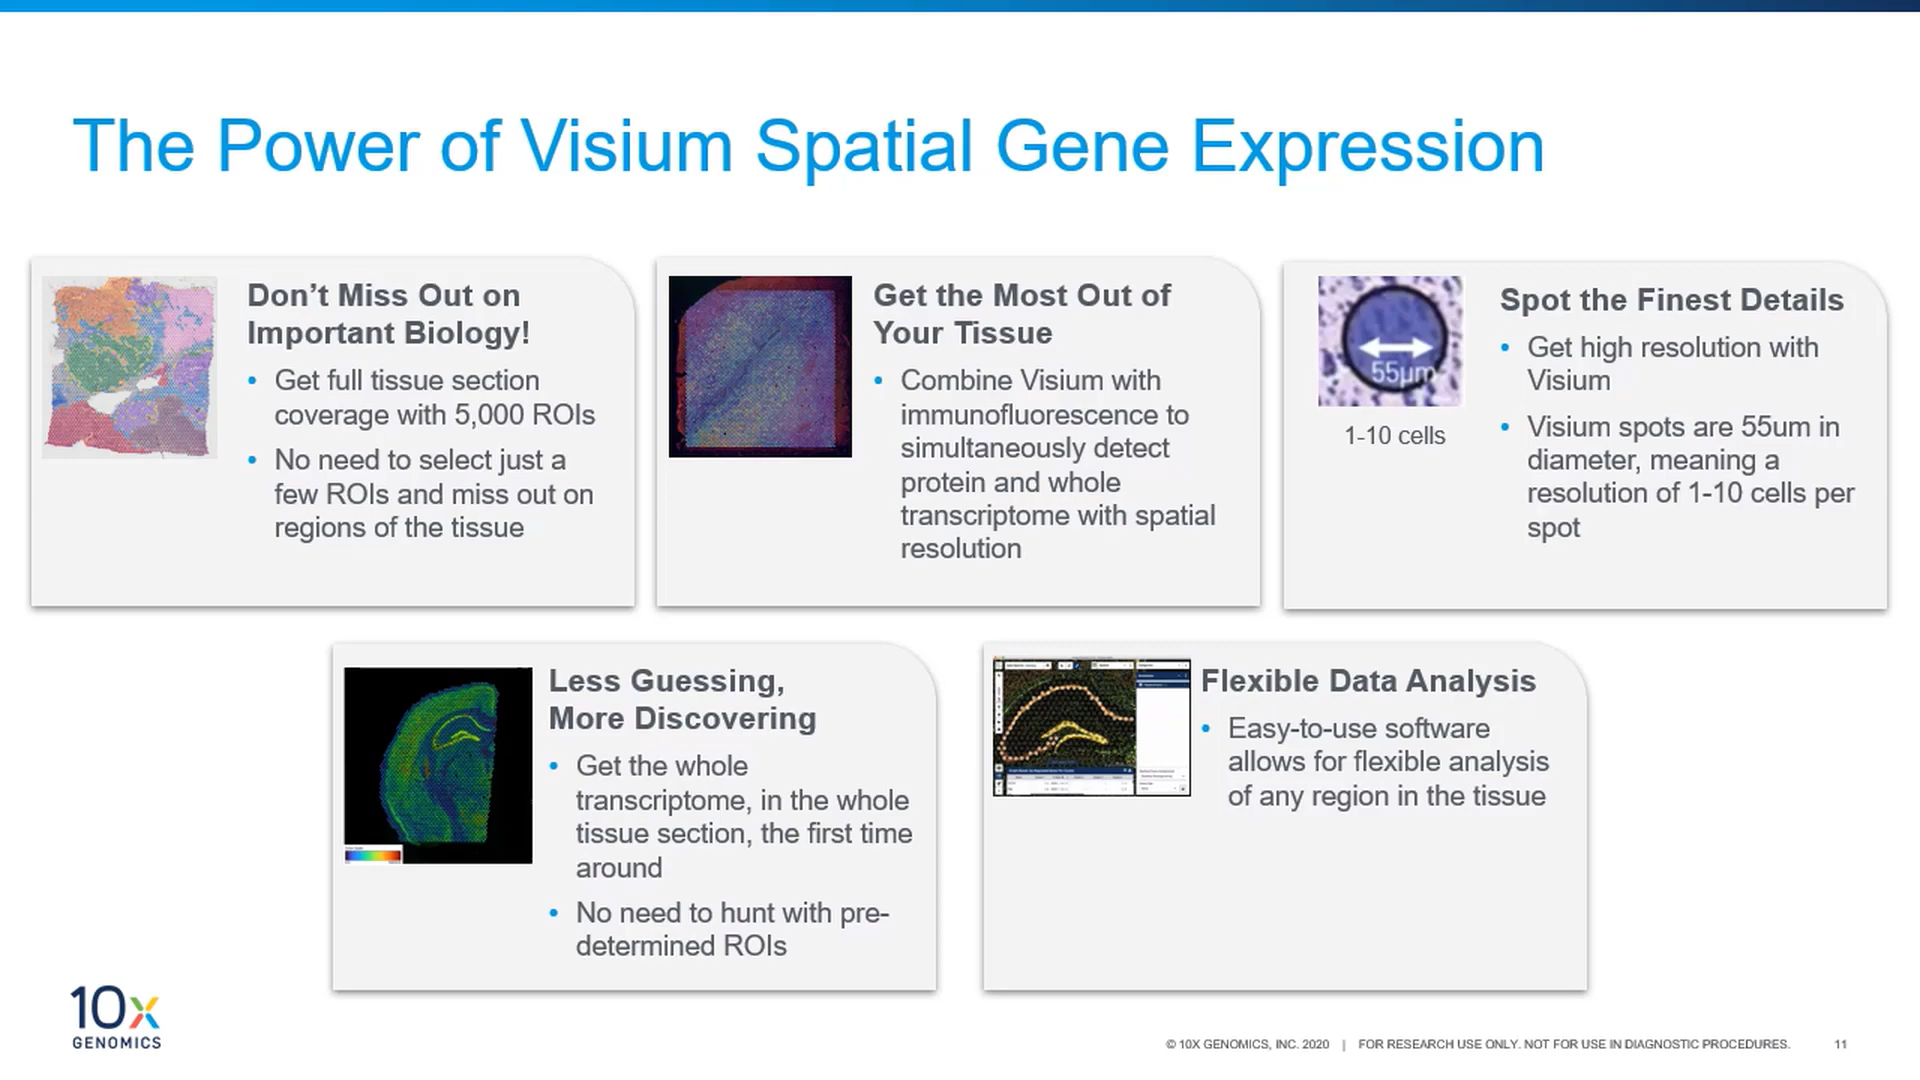 The Power of Visium Spatial Gene Expression
Don’t Miss Out on
Important Biology!
• Get full tissue section
coverage with 5,000 ROIs
• No need to select just a
few ROIs and miss out on
regions of the tissue
Get the Most Out of
Your Tissue
• Combine Visium with
immunofluorescence to
simultaneously detect
protein and whole
transcriptome with spatial
resolution
55µm
1-10 cells
Spot the Finest Details
• Get high resolution with
Visium
• Visium spots are 55um in
diameter, meaning a
resolution of 1-10 cells per
spot
Less Guessing,
More Discovering
• Get the whole
transcriptome, in the whole
tissue section, the first time
around
• No need to hunt with pre-
determined ROIs
Flexible Data Analysis
• Easy-to-use software
allows for flexible analysis
of any region in the tissue
10x
GENOMICS
© 10X GENOMICS, INC. 2020 | FOR RESEARCH USE ONLY. NOT FOR USE IN DIAGNOSTIC PROCEDURES. 11